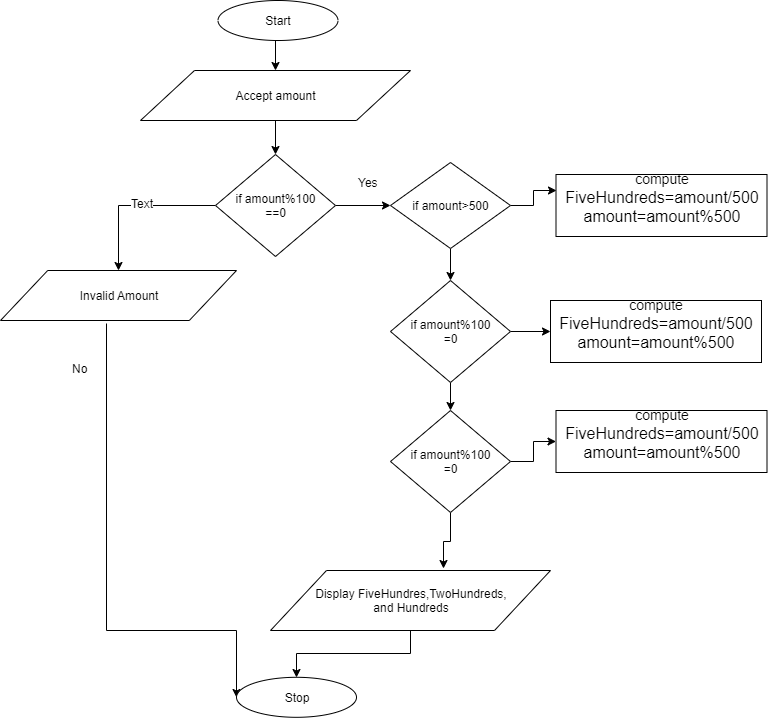 Start
Accept amount
if amount%100
==0
Text
Yes
if amount>500
compute
FiveHundreds=amount/500
amount=amount%500
Invalid Amount
if amount%100
=0
compute
FiveHundreds=amount/500
amount=amount%500
No
if amount%100
=0
compute
FiveHundreds=amount/500
amount=amount%500
Display FiveHundres,TwoHundreds,
and Hundreds
Stop